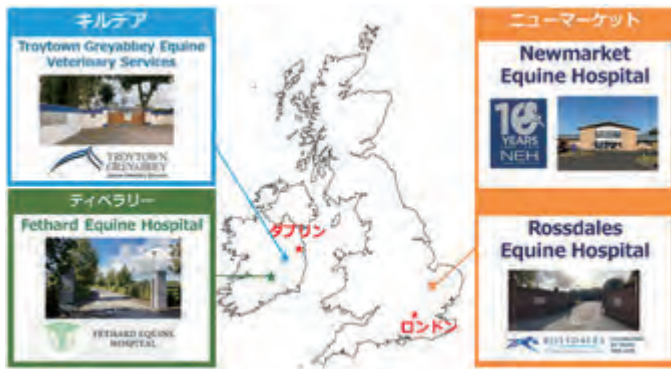 キルデア
Troytown Greyabbey Equine
Veterinary Services
TROYTOWN
GREYABBEY
ティペラリー
Fethard Equine Hospital
FETHARD EQUINE
HOSPITAL
ダブリン
ロンドン
ニューマーケット
Newmarket
Equine Hospital
10
YEARS
NEH
Rossdales
Equine Hospital
ROSSDALES